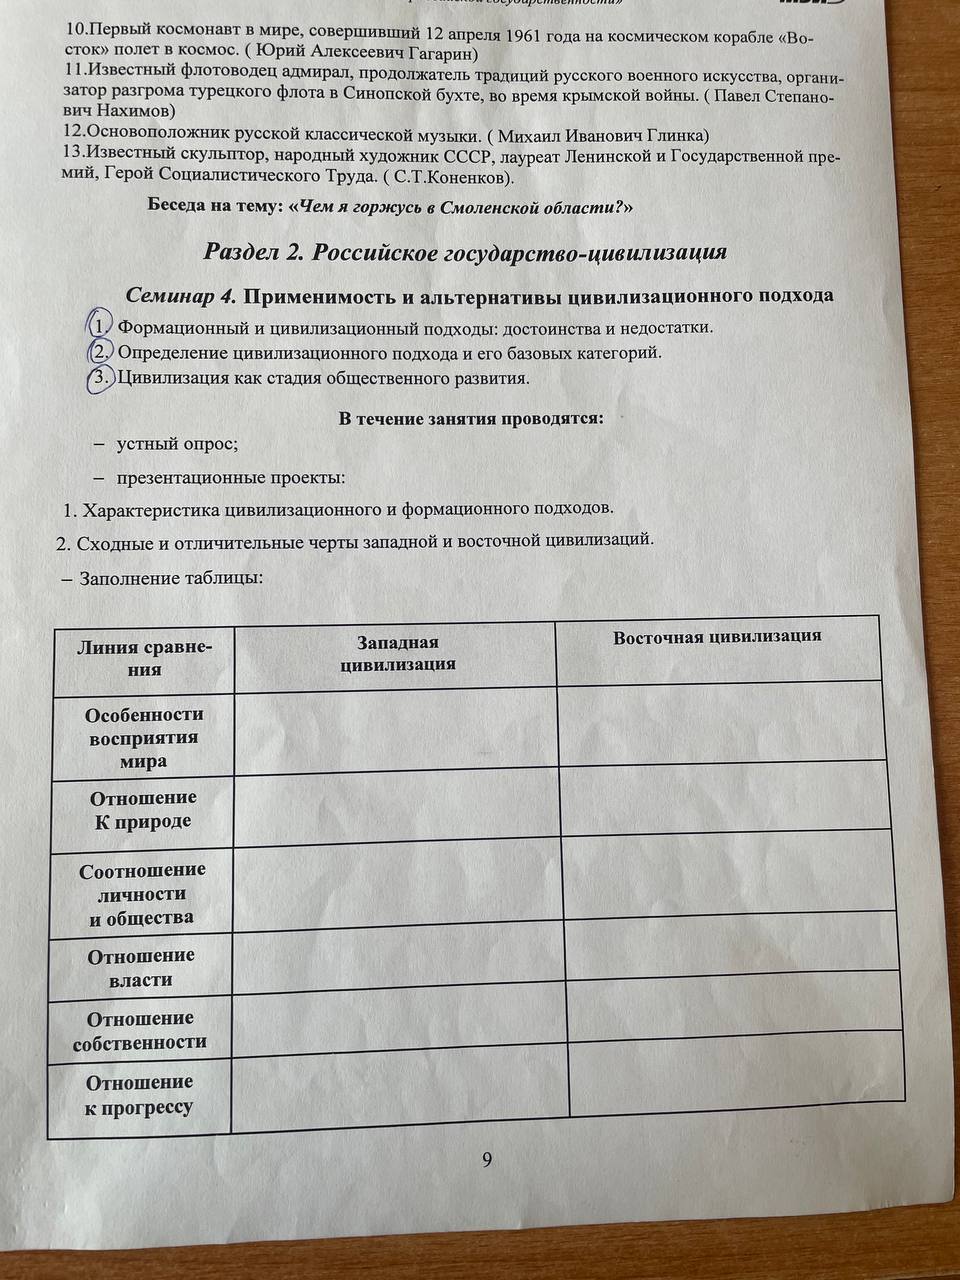 российской государственности»
10.Первый космонавт в мире, совершивший 12 апреля 1961 года на космическом корабле «Во-
сток» полет в космос. ( Юрий Алексеевич Гагарин)
11.Известный флотоводец адмирал, продолжатель традиций русского военного искусства, органи-
затор разгрома турецкого флота в Синопской бухте, во время крымской войны. ( Павел Степано-
вич Нахимов)
12.Основоположник русской классической музыки. ( Михаил Иванович Глинка)
13.Известный скульптор, народный художник СССР, лауреат Ленинской и Государственной пре-
мий, Герой Социалистического Труда. ( С.Т.Коненков).
Беседа на тему: «Чем я горжусь в Смоленской области?»
Раздел 2. Российское государство-цивилизация
Семинар 4. Применимость и альтернативы цивилизационного подхода
1. Формационный и цивилизационный подходы: достоинства и недостатки.
2. Определение цивилизационного подхода и его базовых категорий.
3. Цивилизация как стадия общественного развития.
В течение занятия проводятся:
– устный опрос;
– презентационные проекты:
1. Характеристика цивилизационного и формационного подходов.
2. Сходные и отличительные черты западной и восточной цивилизаций.
– Заполнение таблицы:
Линия сравне-
ния
Западная
цивилизация
Восточная цивилизация
Особенности
восприятия
мира
Отношение
К природе
Соотношение
личности
и общества
Отношение
власти
Отношение
собственности
Отношение
к прогрессу
9